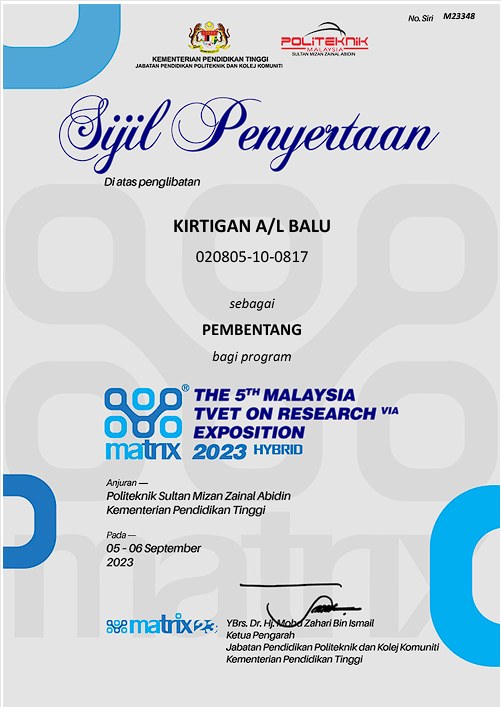 No. Siri M23348
POLITEKNIK
MALAYSIA
SULTAN MIZAN ZAINAL ABIDIN
KEMENTERIAN PENDIDIKAN TINGGI
JABATAN PENDIDIKAN POLITEKNIK DAN KOLEJ KOMUNITI
Sijil Penyertaan
Di atas penglibatan
KIRTIGAN A/L BALU
020805-10-0817
sebagai
PEMBENTANG
bagi program
matrix®
THE 5TH MALAYSIA
TVET ON RESEARCH VIA
EXPOSITION
2023 HYBRID
Anjuran —
Politeknik Sultan Mizan Zainal Abidin
Kementerian Pendidikan Tinggi
Pada —
05 - 06 September
2023
matrix
matrix23
YBrs. Dr. Hj. Mohd Zahari Bin Ismail
Ketua Pengarah
Jabatan Pendidikan Politeknik dan Kolej Komuniti
Kementerian Pendidikan Tinggi